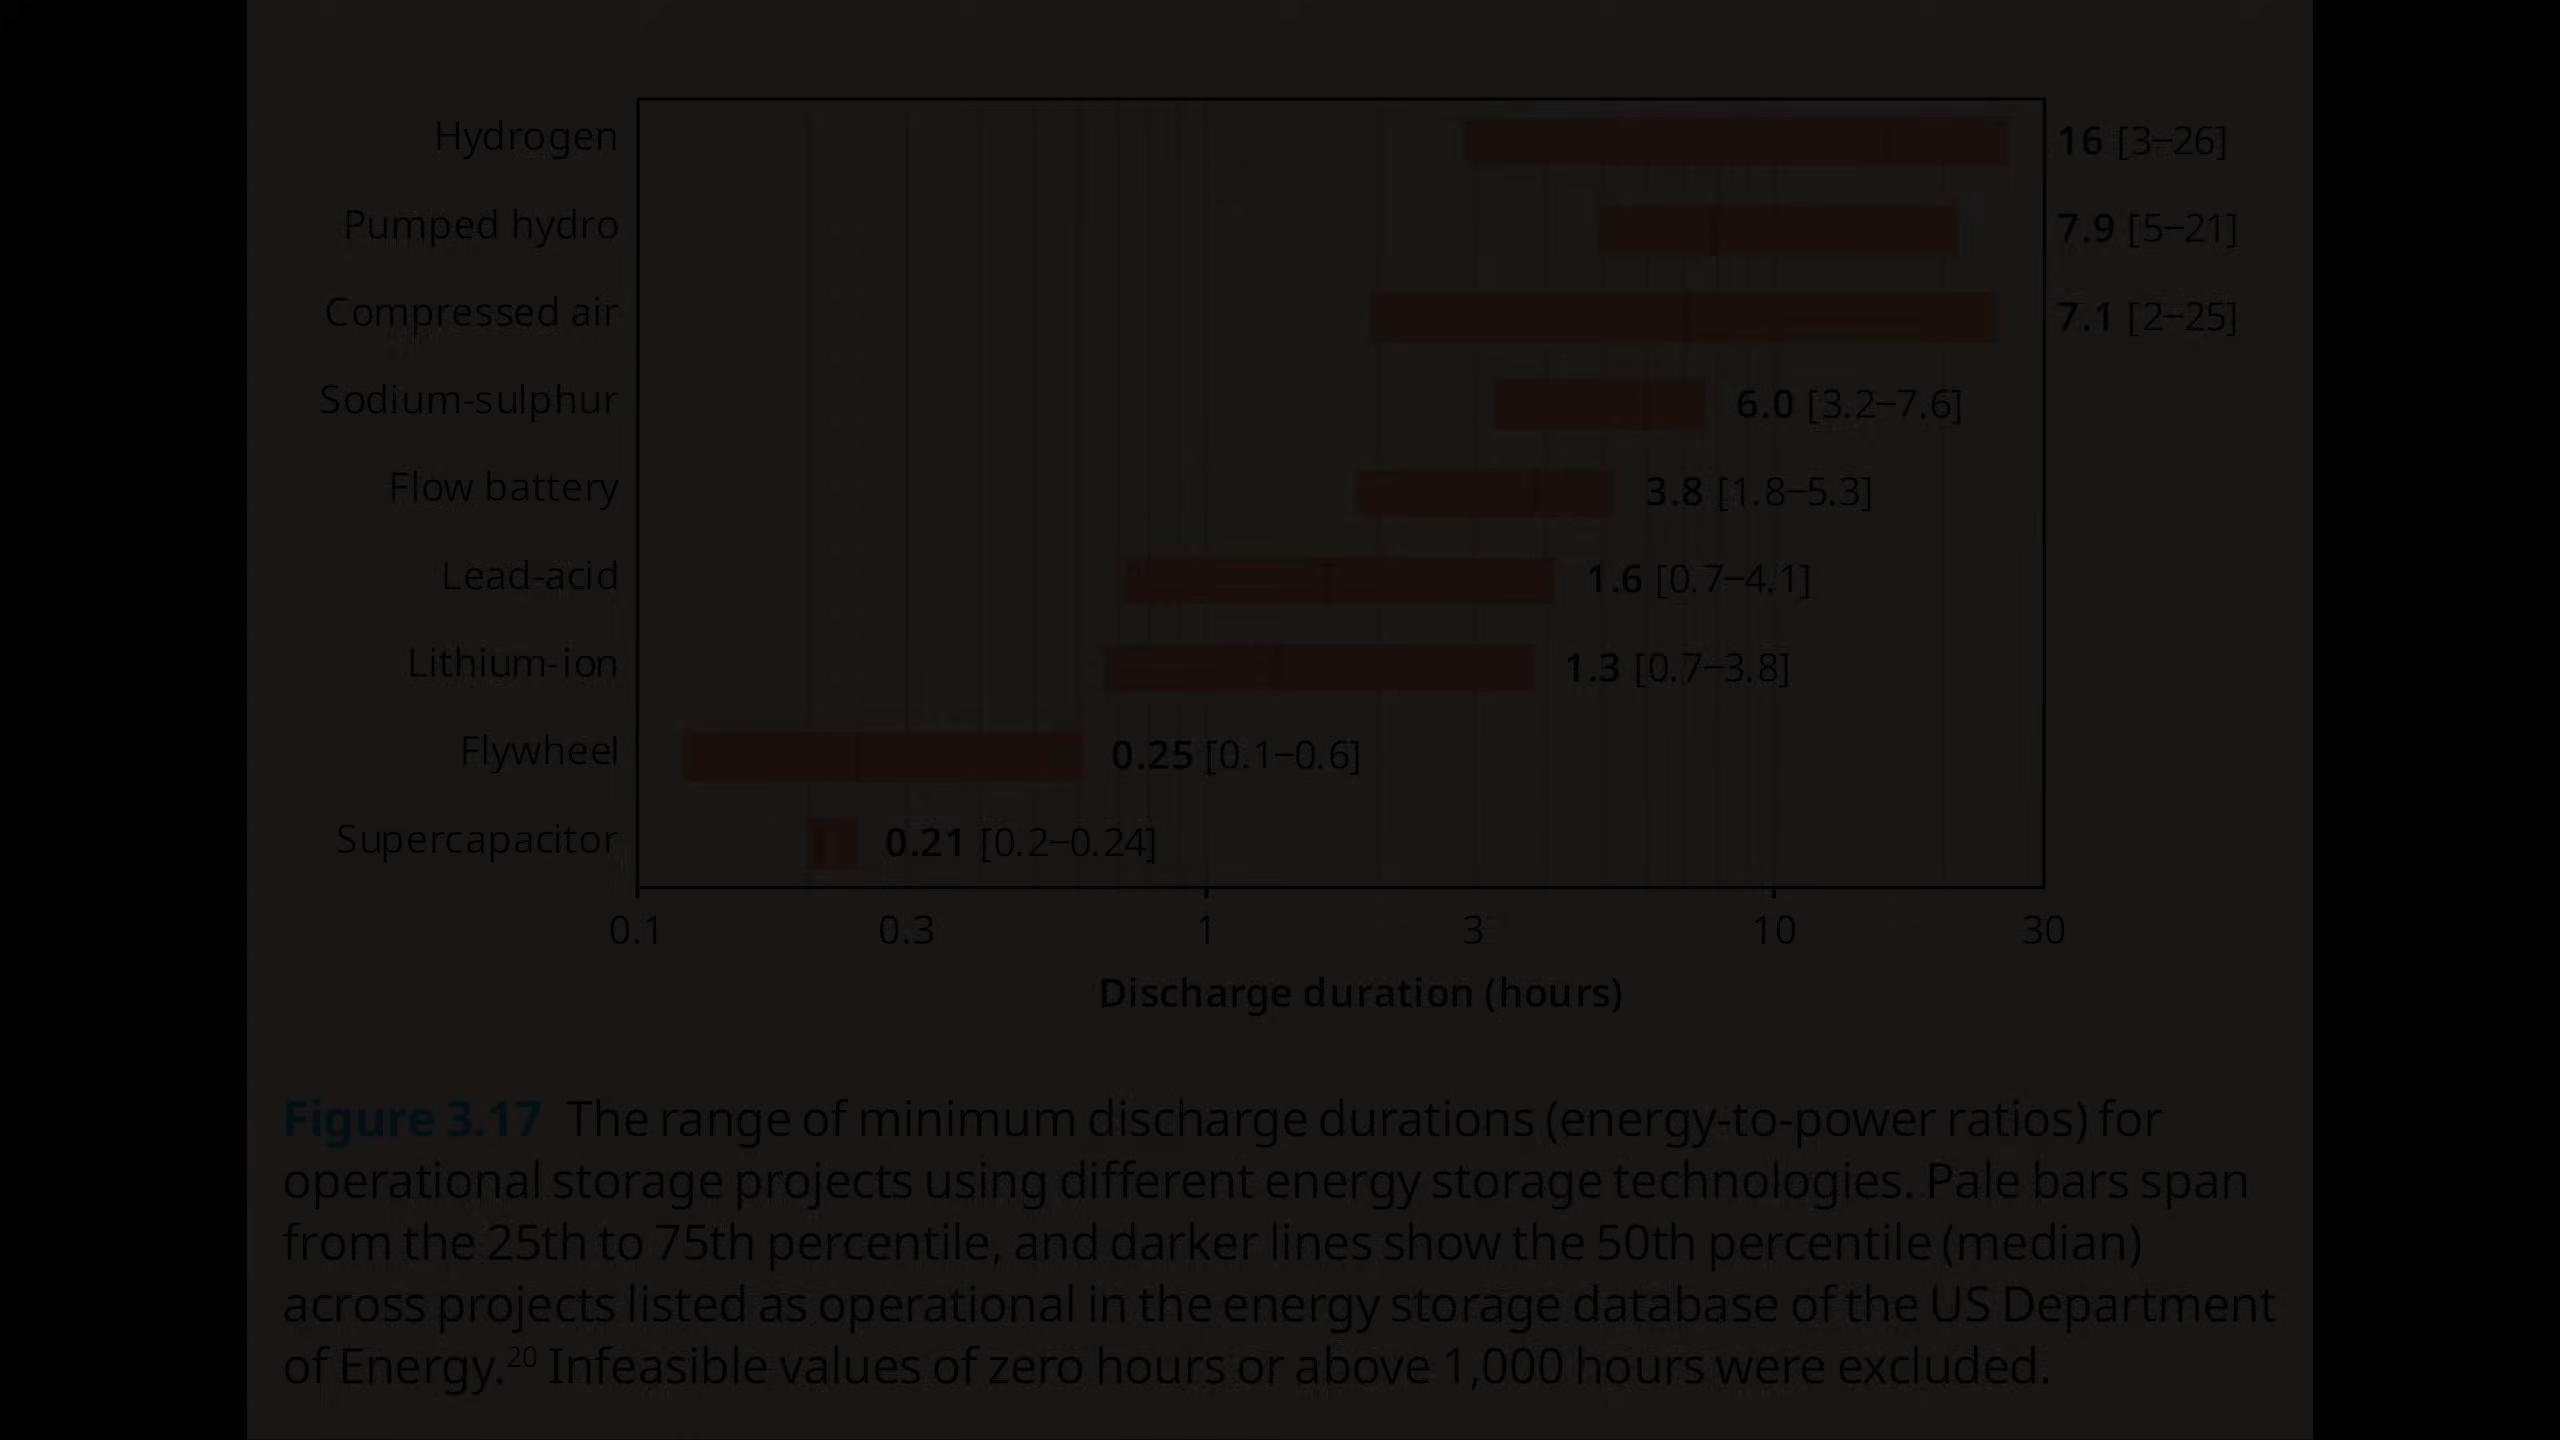 Hydrogen 16 [3–26]
Pumped hydro 7.9 [5–21]
Compressed air 7.1 [2–25]
Sodium-sulphur 6.0 [3.2–7.6]
Flow battery 3.8 [1.8–5.3]
Lead-acid 1.6 [0.7–4.1]
Lithium-ion 1.3 [0.7–3.8]
Flywheel 0.25 [0.1–0.6]
Supercapacitor 0.21 [0.2–0.24]
0.1 0.3 1 3 10 30
Discharge duration (hours)
Figure 3.17 The range of minimum discharge durations (energy-to-power ratios) for
operational storage projects using different energy storage technologies. Pale bars span
from the 25th to 75th percentile, and darker lines show the 50th percentile (median)
across projects listed as operational in the energy storage database of the US Department
of Energy.20 Infeasible values of zero hours or above 1,000 hours were excluded.